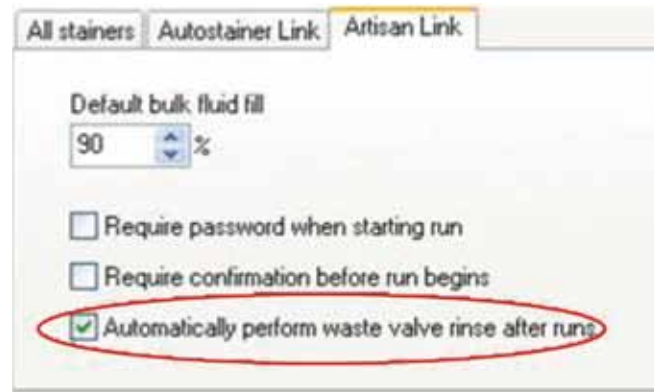 All stainers Autostainer Link Artisan Link
Default bulk fluid fill
90 %
Require password when starting run
Require confirmation before run begins
Automatically perform waste valve rinse after runs